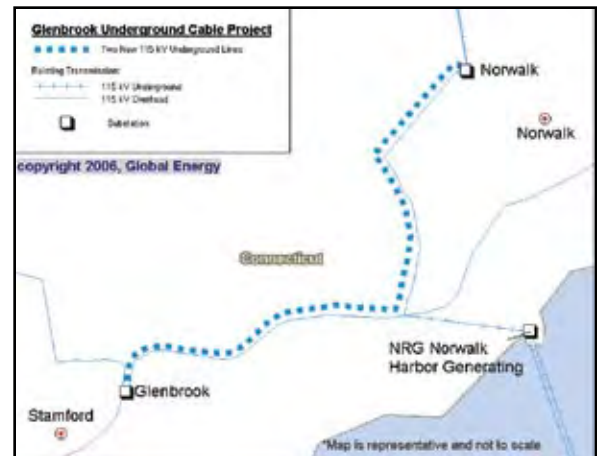 Glenbrook Underground Cable Project
Two New 115 kV Underground Lines
Existing Transmission:
115 kV Underground
115 kV Overhead
Substation
copyright 2006, Global Energy
Norwalk
Norwalk
Connecticut
NRG Norwalk
Harbor Generating
Glenbrook
Stamford
*Map is representative and not to scale